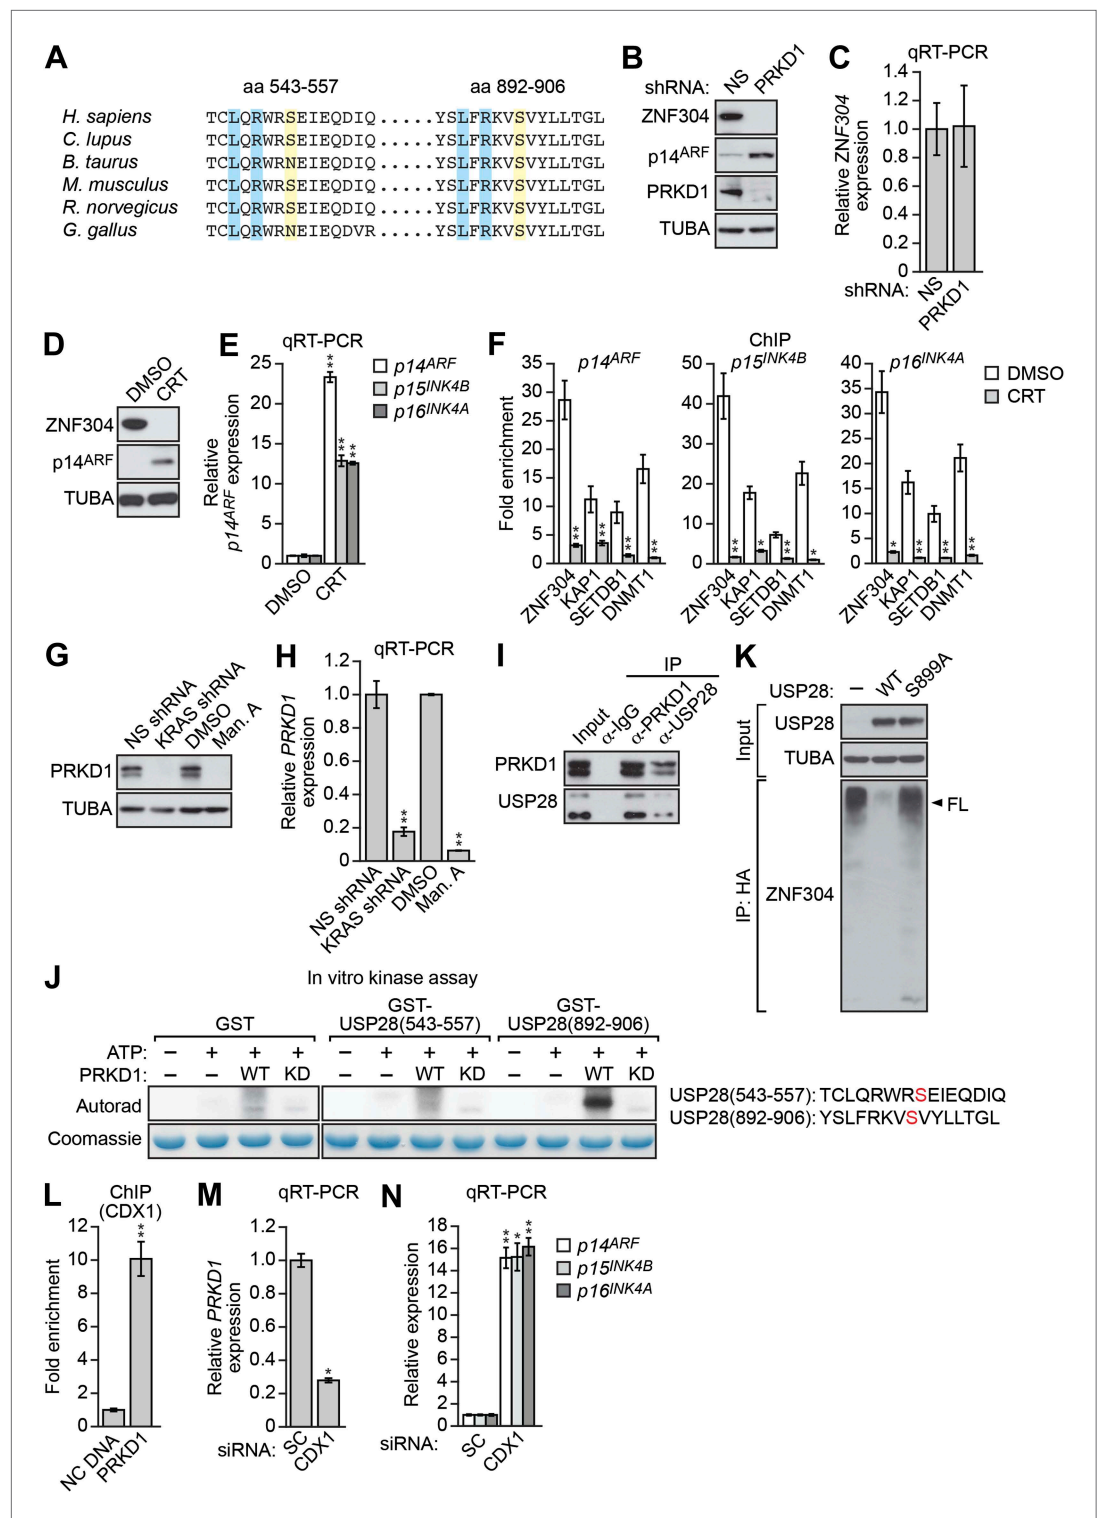 A
aa 543-557 aa 892-906
H. sapiens TCLQRWRSEIEQDIQ.....YSLFRKVSVYLLTGL
C. lupus TCLQRWRSEIEQDIQ.....YSLFRKVSVYLLTGL
B. taurus TCLQRWRNEIEQDIQ.....YSLFRKVSVYLLTGL
M. musculus TCLQRWRSEIEQDIQ.....YSLFRKVSVYLLTGL
R. norvegicus TCLQRWRSEIEQDIQ.....YSLFRKVSVYLLTGL
G. gallus TCLQRWRNEIEQDVR.....YSLFRKVSVYLLTGL
B
shRNA: NS PRKD1
ZNF304
p14ARF
PRKD1
TUBA
C
qRT-PCR
Relative ZNF304
expression
1.4
1.2
1.0
0.8
0.6
0.4
0.2
0
shRNA: NS PRKD1
D
DMSO CRT
ZNF304
p14ARF
TUBA
E
qRT-PCR
Relative
p14ARF expression
25
20
15
10
5
0
**
**
**
p14ARF
p15INK4B
p16INK4A
DMSO CRT
F
ChIP
p14ARF p15INK4B p16INK4A
DMSO
CRT
Fold enrichment
35
30
25
20
15
10
5
0
** ** ** **
ZNF304 KAP1 SETDB1 DNMT1
50
40
30
20
10
0
** * ** *
ZNF304 KAP1 SETDB1 DNMT1
40
35
30
25
20
15
10
5
0
* ** ** **
ZNF304 KAP1 SETDB1 DNMT1
G
NS shRNA KRAS shRNA DMSO Man. A
PRKD1
TUBA
H
qRT-PCR
Relative PRKD1
expression
1.2
1.0
0.8
0.6
0.4
0.2
0
** **
NS shRNA KRAS shRNA DMSO Man. A
I
IP
Input α-IgG α-PRKD1 α-USP28
PRKD1
USP28
K
USP28: – WT S899A
Input
USP28
TUBA
IP: HA
ZNF304
FL
J
In vitro kinase assay
GST
GST-
USP28(543-557)
GST-
USP28(892-906)
ATP: – + + + – + + + – + + +
PRKD1: – – WT KD – – WT KD – – WT KD
Autorad
Coomassie
USP28(543-557): TCLQRWRSEIEQDIQ
USP28(892-906): YSLFRKVSVYLLTGL
L
ChIP
(CDX1)
Fold enrichment
12
10
8
6
4
2
0
**
NC DNA PRKD1
M
qRT-PCR
Relative PRKD1
expression
1.2
1.0
0.8
0.6
0.4
0.2
0
*
siRNA: SC CDX1
N
qRT-PCR
Relative expression
18
16
14
12
10
8
6
4
2
0
** * **
p14ARF
p15INK4B
p16INK4A
siRNA: SC CDX1